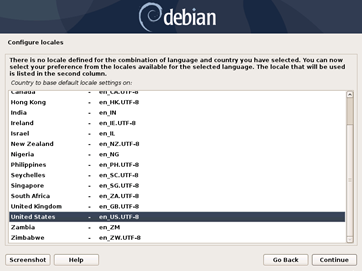 debian
Configure locales
There is no locale defined for the combination of language and country you have selected. You can now
select your preference from the locales available for the selected language. The locale that will be used
is listed in the second column.
Country to base default locale settings on:
Canada - en_CA.UTF-8
Hong Kong - en_HK.UTF-8
India - en_IN
Ireland - en_IE.UTF-8
Israel - en_IL
New Zealand - en_NZ.UTF-8
Nigeria - en_NG
Philippines - en_PH.UTF-8
Seychelles - en_SC.UTF-8
Singapore - en_SG.UTF-8
South Africa - en_ZA.UTF-8
United Kingdom - en_GB.UTF-8
United States - en_US.UTF-8
Zambia - en_ZM
Zimbabwe - en_ZW.UTF-8
Screenshot Help Go Back Continue